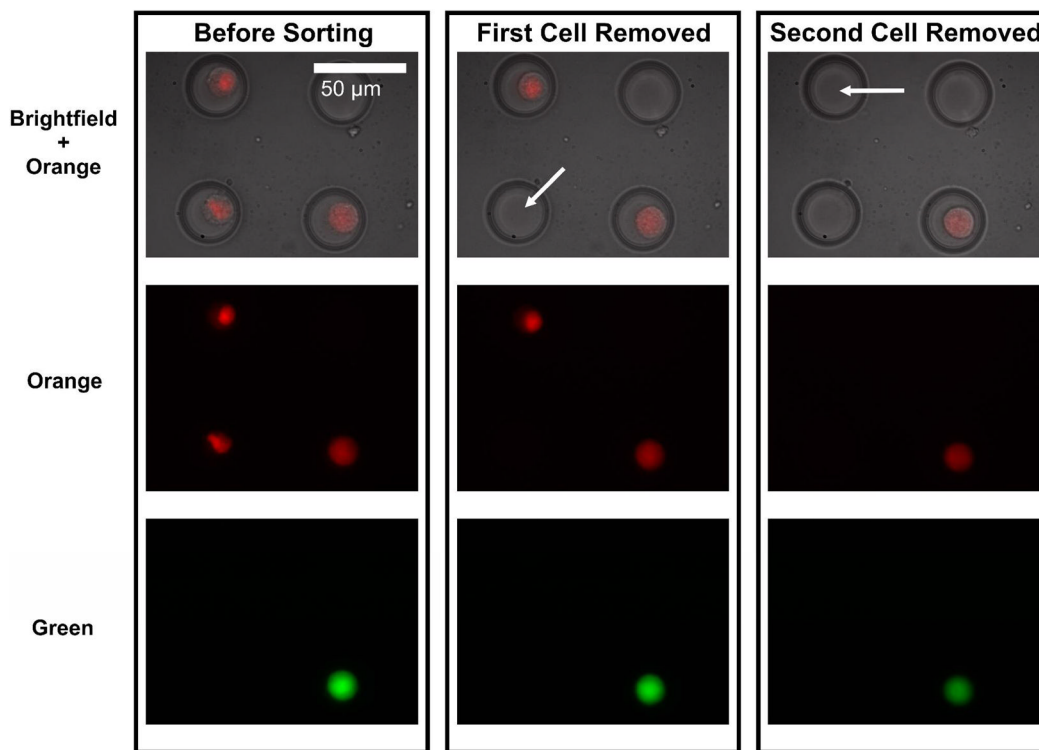 Before Sorting
First Cell Removed
Second Cell Removed
50 µm
Brightfield
+
Orange
Orange
Green